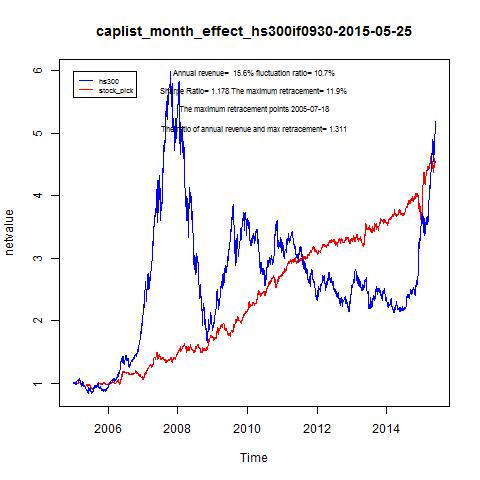 caplist_month_effect_hs300if0930-2015-05-25
Annual revenue= 15.6% fluctuation ratio= 10.7%
hs300
stock_pick
Sharpe Ratio= 1.178 The maximum retracement= 11.9%
The maximum retracement points 2005-07-18
The ratio of annual revenue and max retracement= 1.311
netvalue
6
5
4
3
2
1
2006 2008 2010 2012 2014
Time